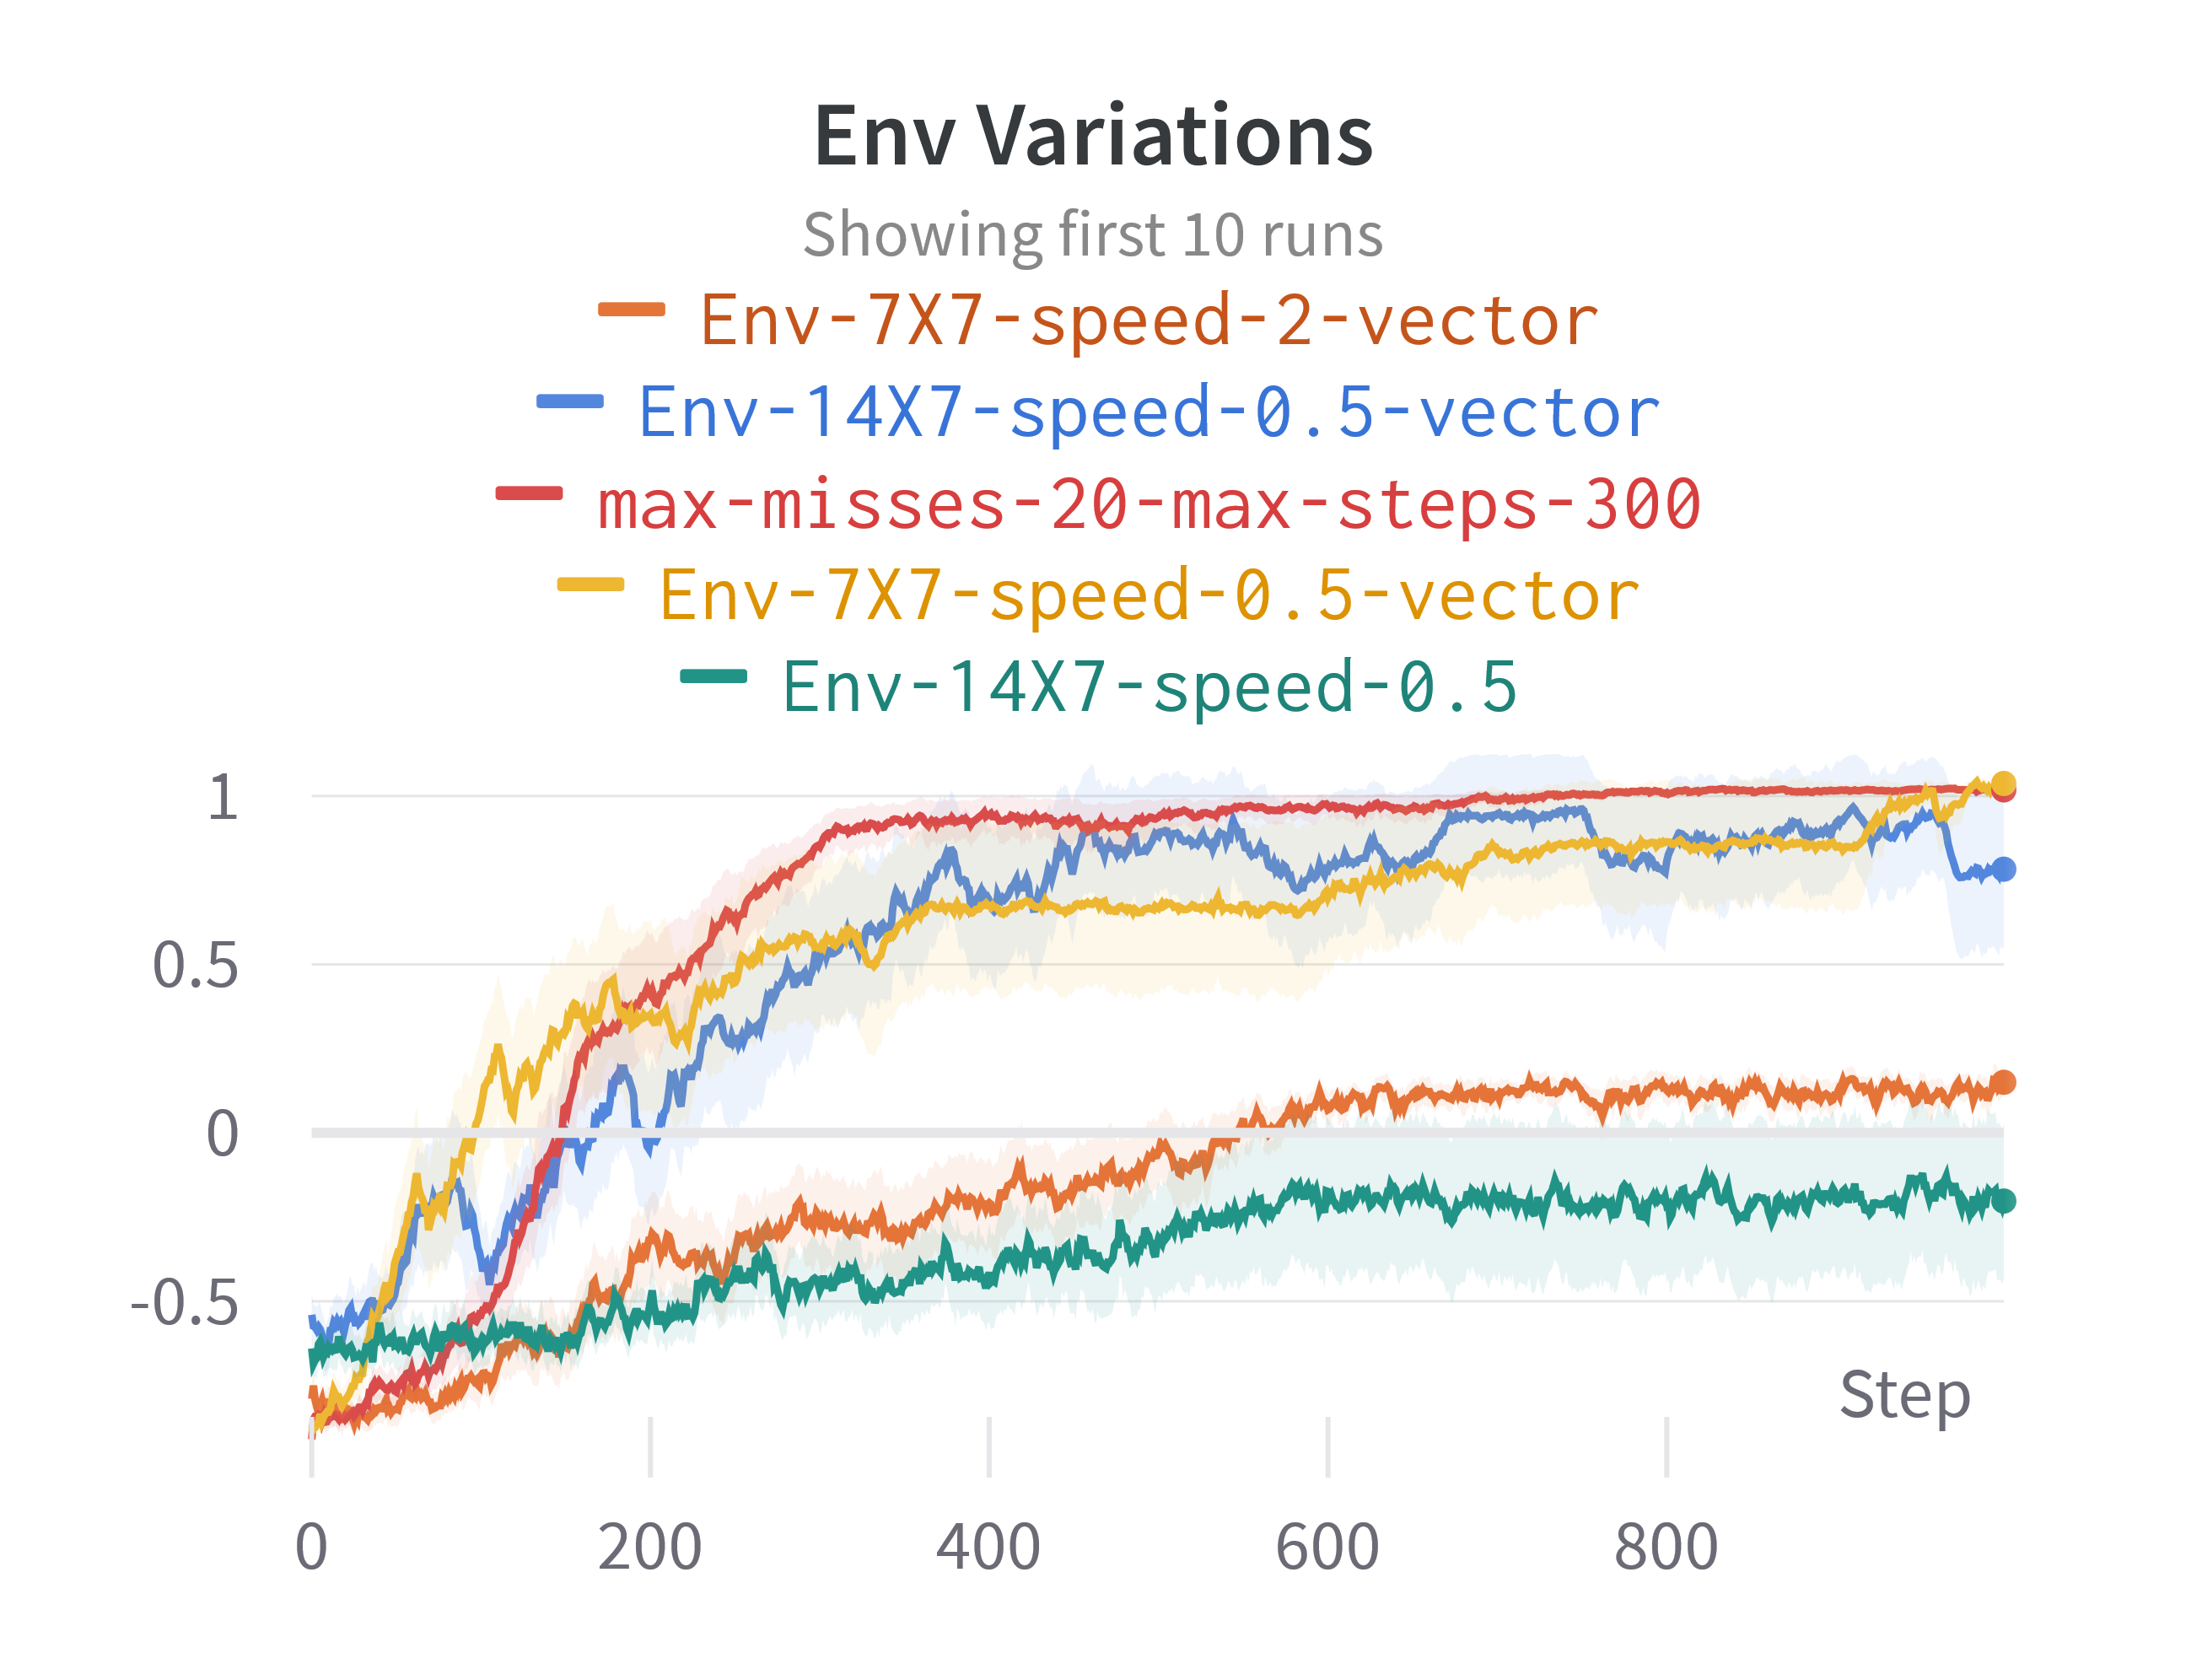 Env Variations
Showing first 10 runs
Env-7X7-speed-2-vector
Env-14X7-speed-0.5-vector
max-misses-20-max-steps-300
Env-7X7-speed-0.5-vector
Env-14X7-speed-0.5
1
0.5
0
-0.5
Step
0 200 400 600 800